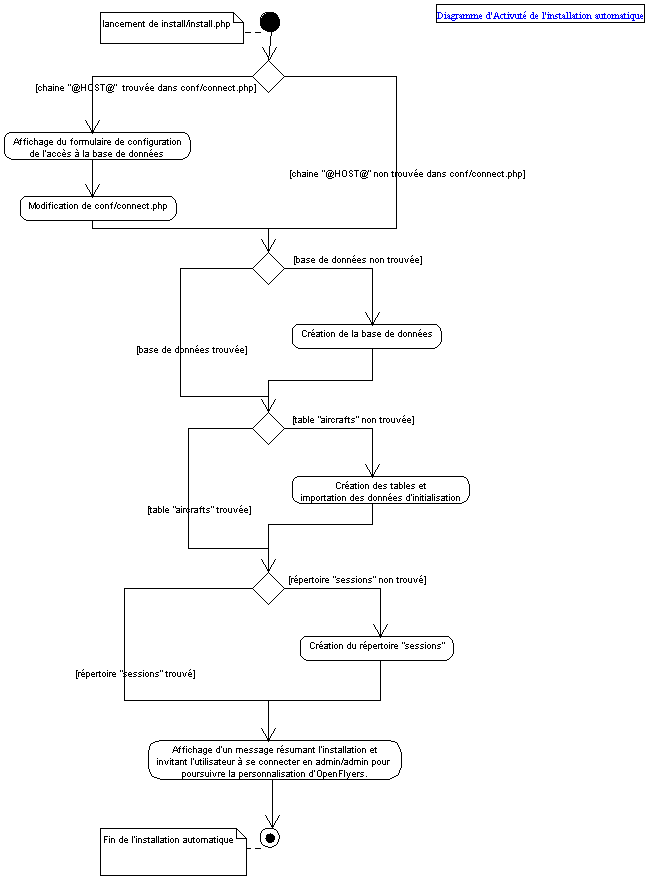 Diagramme d'Activuté de l'installation automatique
lancement de install/install.php
[chaine "@HOST@" trouvée dans conf/connect.php]
Affichage du formulaire de configuration
de l'accès à la base de données
[chaine "@HOST@" non trouvée dans conf/connect.php]
Modification de conf/connect.php
[base de données non trouvée]
Création de la base de données
[base de données trouvée]
[table "aircrafts" non trouvée]
Création des tables et
importation des données d'initialisation
[table "aircrafts" trouvée]
[répertoire "sessions" non trouvé]
Création du répertoire "sessions"
[répertoire "sessions" trouvé]
Affichage d'un message résumant l'installation et
invitant l'utilisateur à se connecter en admin/admin pour
poursuivre la personnalisation d'OpenFlyers.
Fin de l'installation automatique